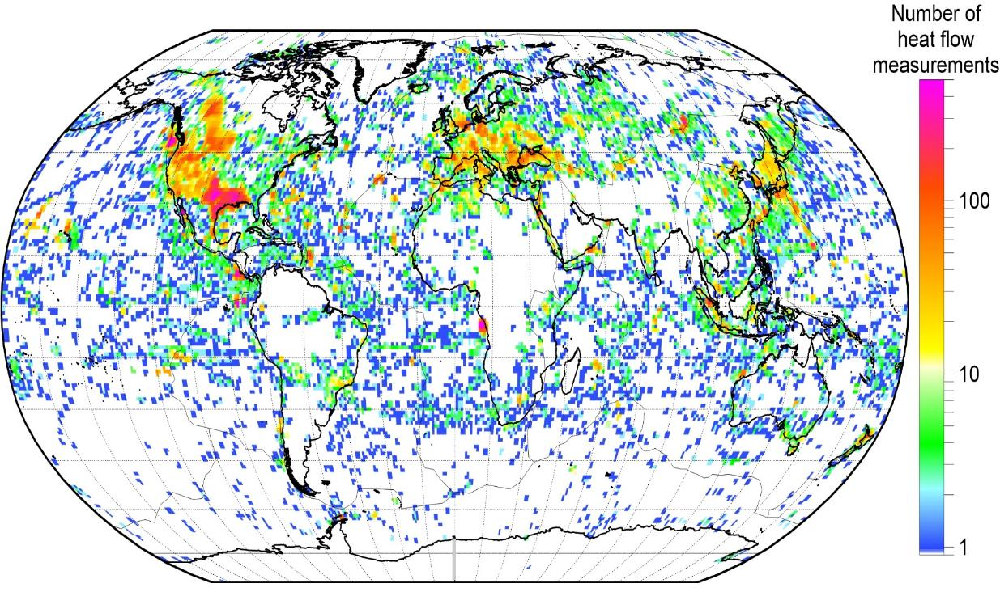 Number of
heat flow
measurements
100
10
1